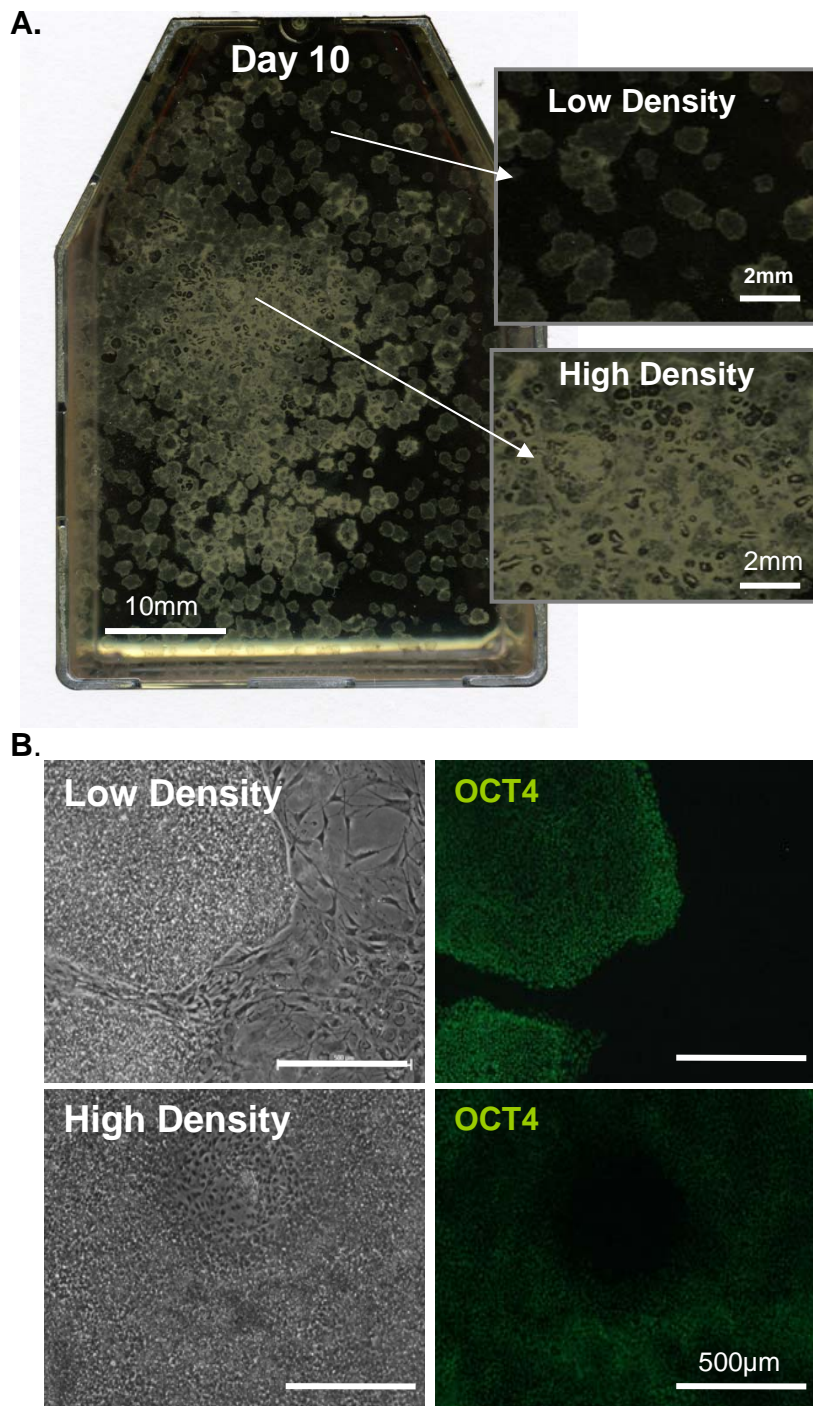 A.
Day 10
Low Density
2mm
High Density
2mm
10mm
B.
Low Density
OCT4
High Density
OCT4
500µm